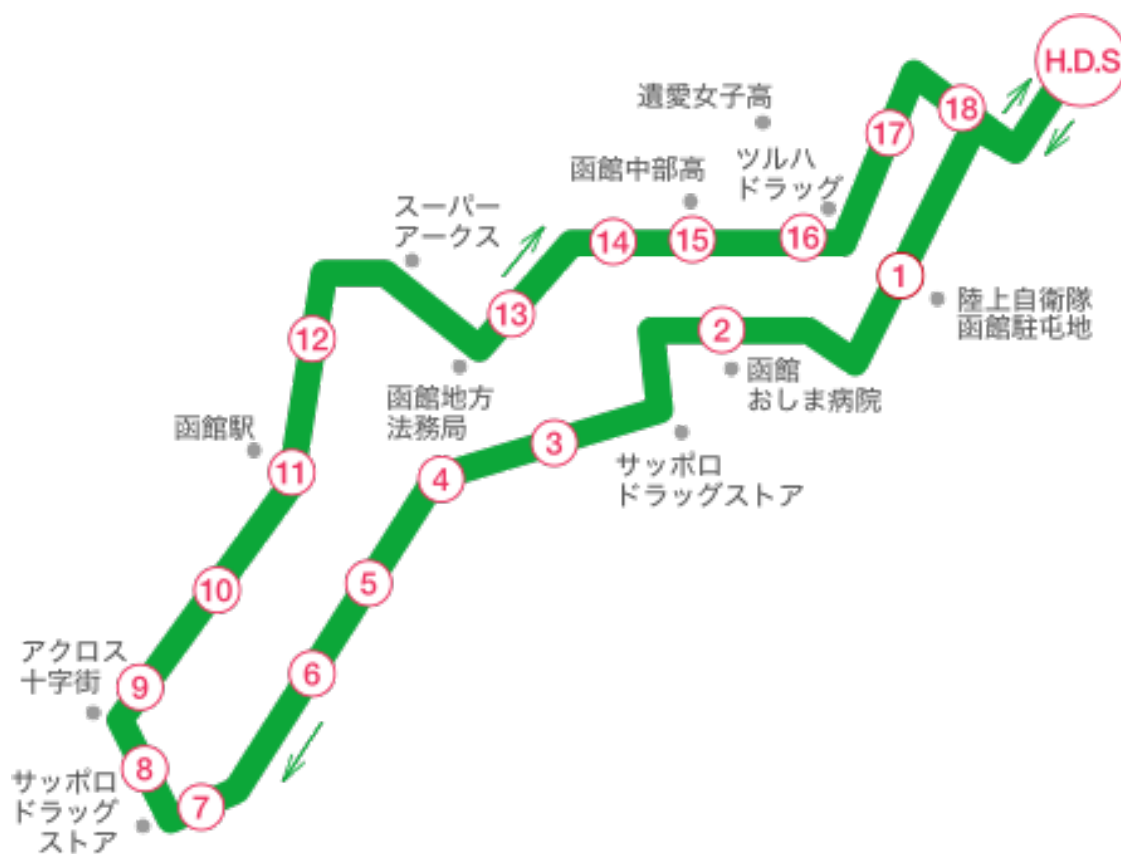 H.D.S
18
遺愛女子高
17
ツルハ
ドラッグ
函館中部高
スーパー
アークス
14
15
16
1
陸上自衛隊
函館駐屯地
13
12
2
函館
おしま病院
函館地方
法務局
函館駅
3
11
4
サッポロ
ドラッグストア
5
10
アクロス
十字街
6
9
8
サッポロ
ドラッグ
ストア
7